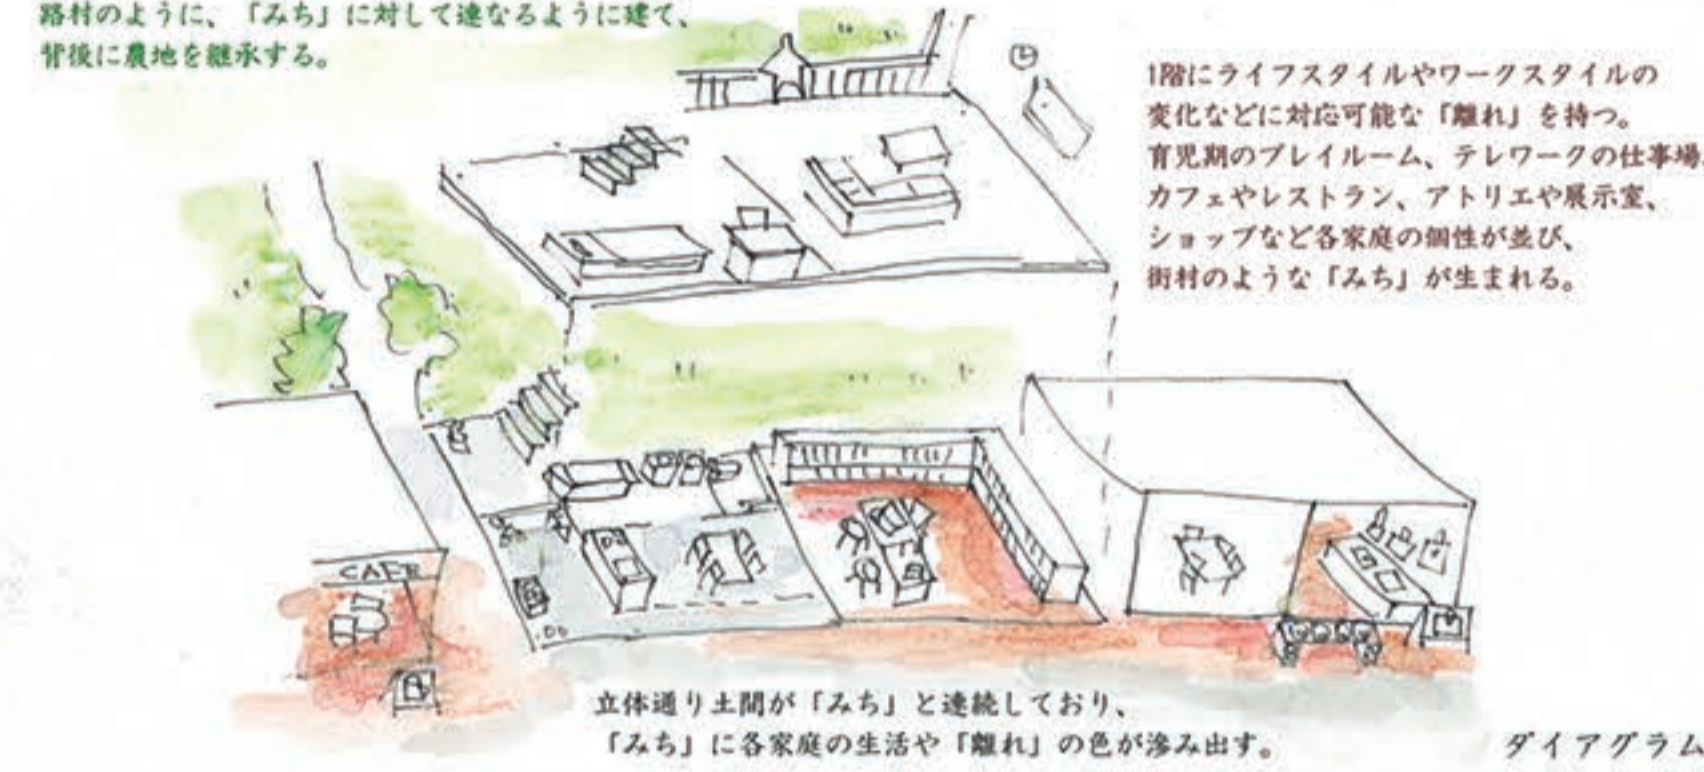 路村のように、「みち」に対して連なるように建て、
背後に農地を継承する。
1階にライフスタイルやワークスタイルの
変化などに対応可能な「離れ」を持つ。
育児期のプレイルーム、テレワークの仕事場、
カフェやレストラン、アトリエや展示室、
ショップなど各家庭の個性が並び、
街村のような「みち」が生まれる。
CAFE
立体通り土間が「みち」と連続しており、
「みち」に各家庭の生活や「離れ」の色が滲み出す。
ダイアグラム